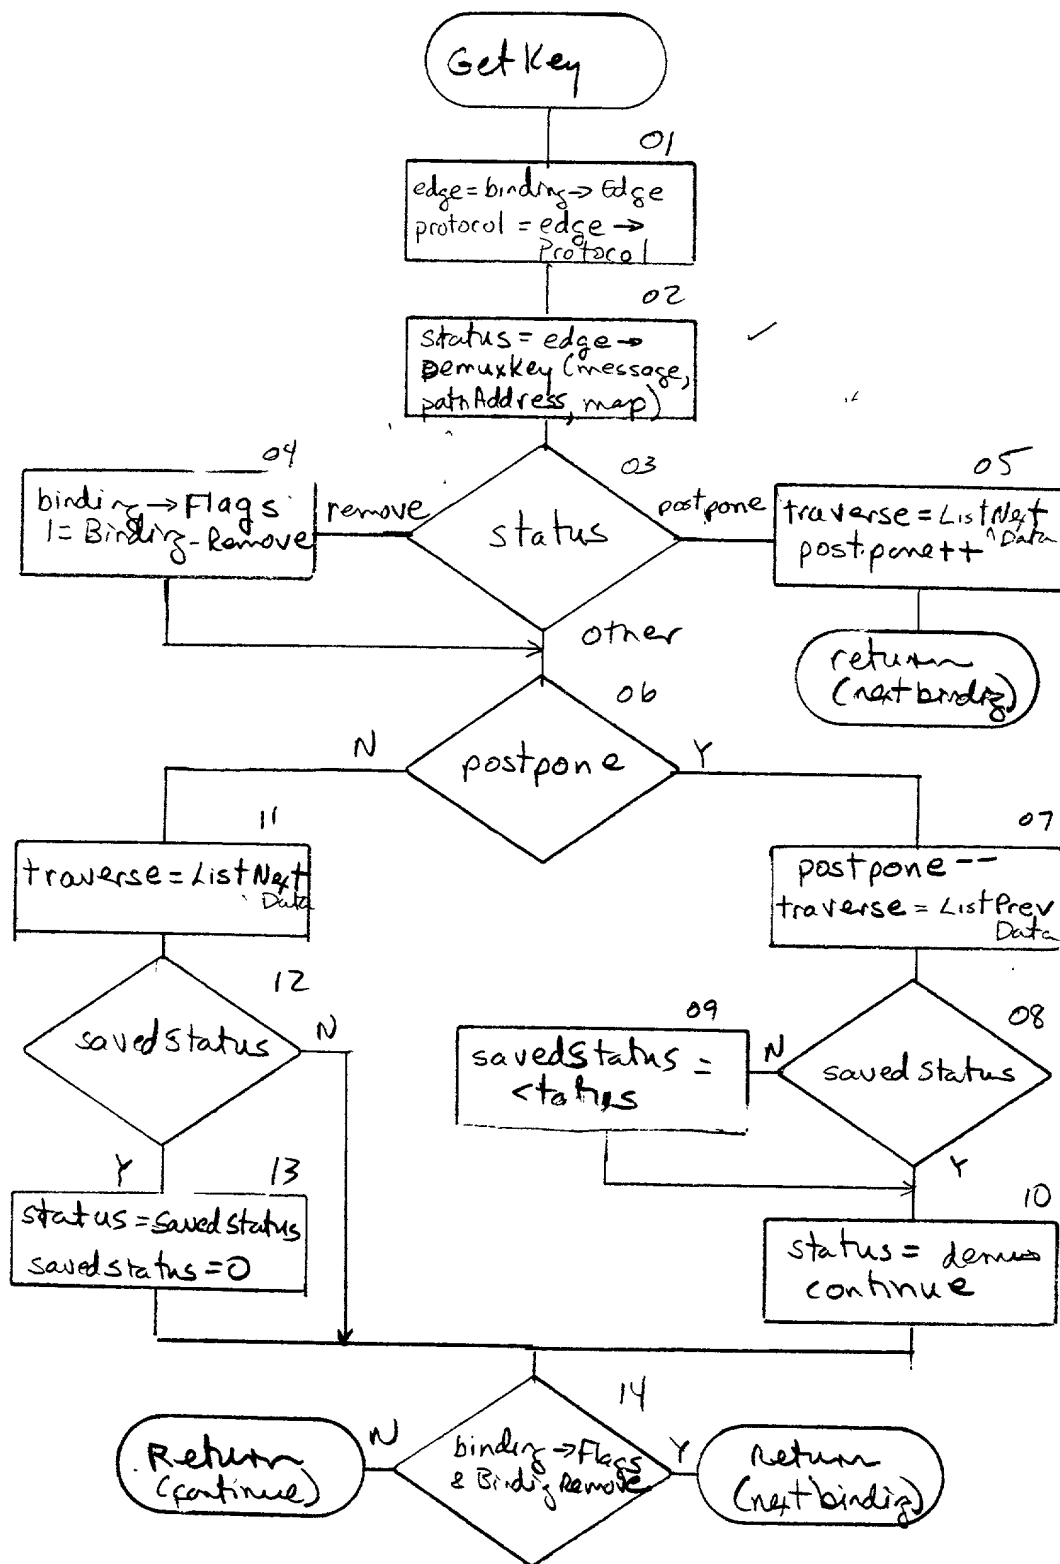 Get Key
01
edge = binding → Edge
protocol = edge →
Protocol
02
status = edge →
DemuxKey (message,
pathAddress, map)
04
binding → Flags
|= Binding-Remove
remove
03
status
postpone
05
traverse = ListNext
^ Data
postpone++
other
return
(next binding)
06
postpone
N
Y
11
traverse = ListNext
Data
07
postpone --
traverse = ListPrev
Data
12
savedStatus
N
Y
09
savedStatus =
status
08
savedStatus
N
Y
13
status = savedStatus
savedstatus = 0
10
status = demux
continue
14
binding → Flags
& Binding Remove
N
Return
(continue)
Y
return
(next binding)